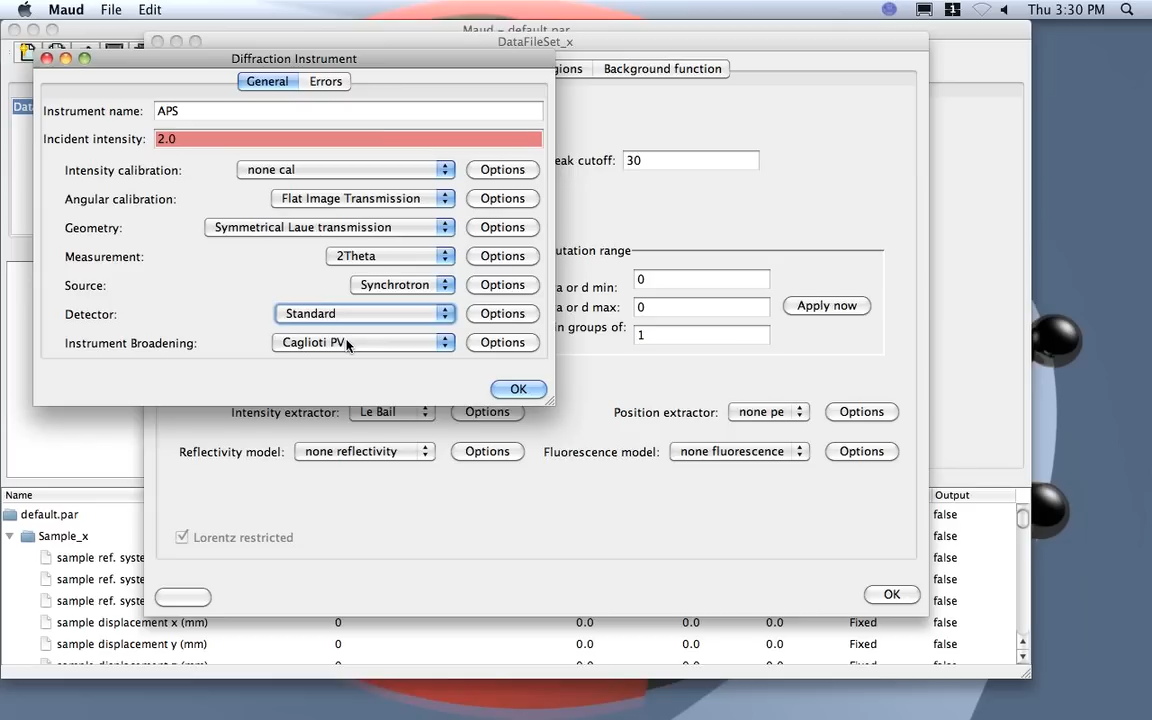 Maud File Edit Thu 3:30 PM
Maud - default.par
DataFileSet_x
Diffraction Instrument
General Errors
Background function
Instrument name: APS
Incident intensity: 2.0
Intensity calibration: none cal Options
eak cutoff: 30
Angular calibration: Flat Image Transmission Options
Geometry: Symmetrical Laue transmission Options
Measurement: 2Theta Options
utation range
Source: Synchrotron Options
a or d min: 0
Detector: Standard Options
a or d max: 0 Apply now
n groups of: 1
Instrument Broadening: Caglioti PV Options
OK
Intensity extractor: Le Bail Options Position extractor: none pe Options
Reflectivity model: none reflectivity Options Fluorescence model: none fluorescence Options
Name Output
default.par false
Sample_x false
Lorentz restricted
sample ref. syste false
sample ref. syste false
sample ref. syste false
OK
sample displacement x (mm) 0 0.0 0.0 0.0 Fixed false
sample displacement y (mm) 0 0.0 0.0 0.0 Fixed false